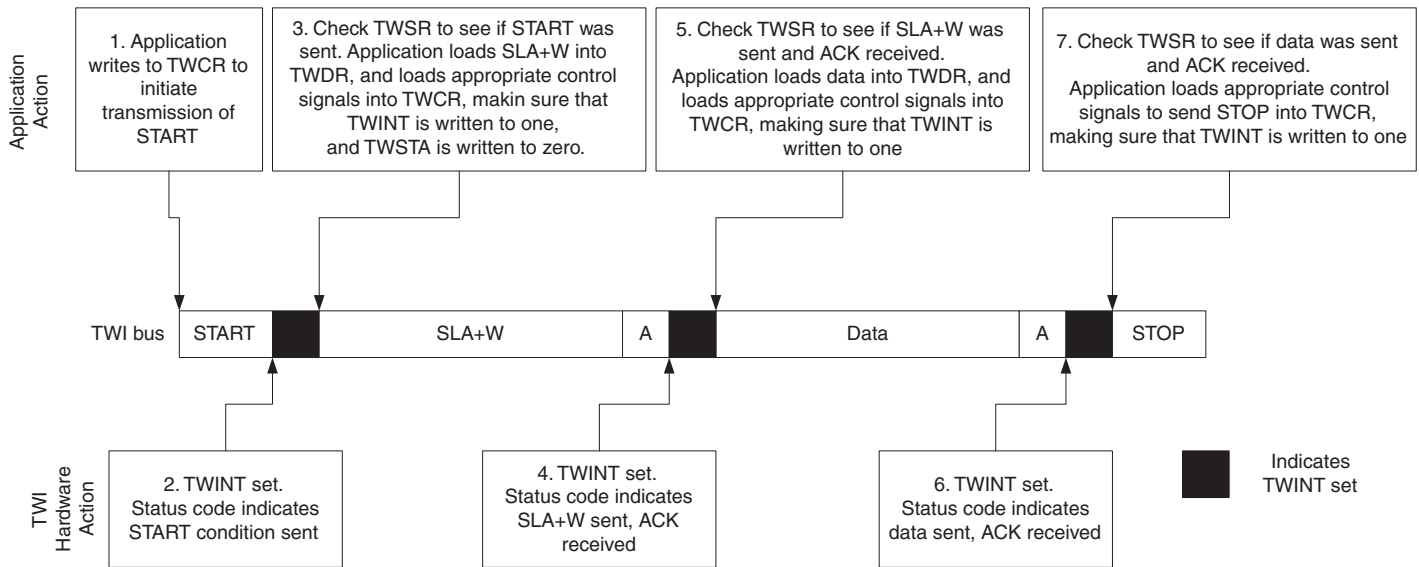 Application
Action
1. Application
writes to TWCR to
initiate
transmission of
START
3. Check TWSR to see if START was
sent. Application loads SLA+W into
TWDR, and loads appropriate control
signals into TWCR, makin sure that
TWINT is written to one,
and TWSTA is written to zero.
5. Check TWSR to see if SLA+W was
sent and ACK received.
Application loads data into TWDR, and
loads appropriate control signals into
TWCR, making sure that TWINT is
written to one
7. Check TWSR to see if data was sent
and ACK received.
Application loads appropriate control
signals to send STOP into TWCR,
making sure that TWINT is written to one
TWI bus
START
SLA+W
A
Data
A
STOP
TWI
Hardware
Action
2. TWINT set.
Status code indicates
START condition sent
4. TWINT set.
Status code indicates
SLA+W sent, ACK
received
6. TWINT set.
Status code indicates
data sent, ACK received
Indicates
TWINT set